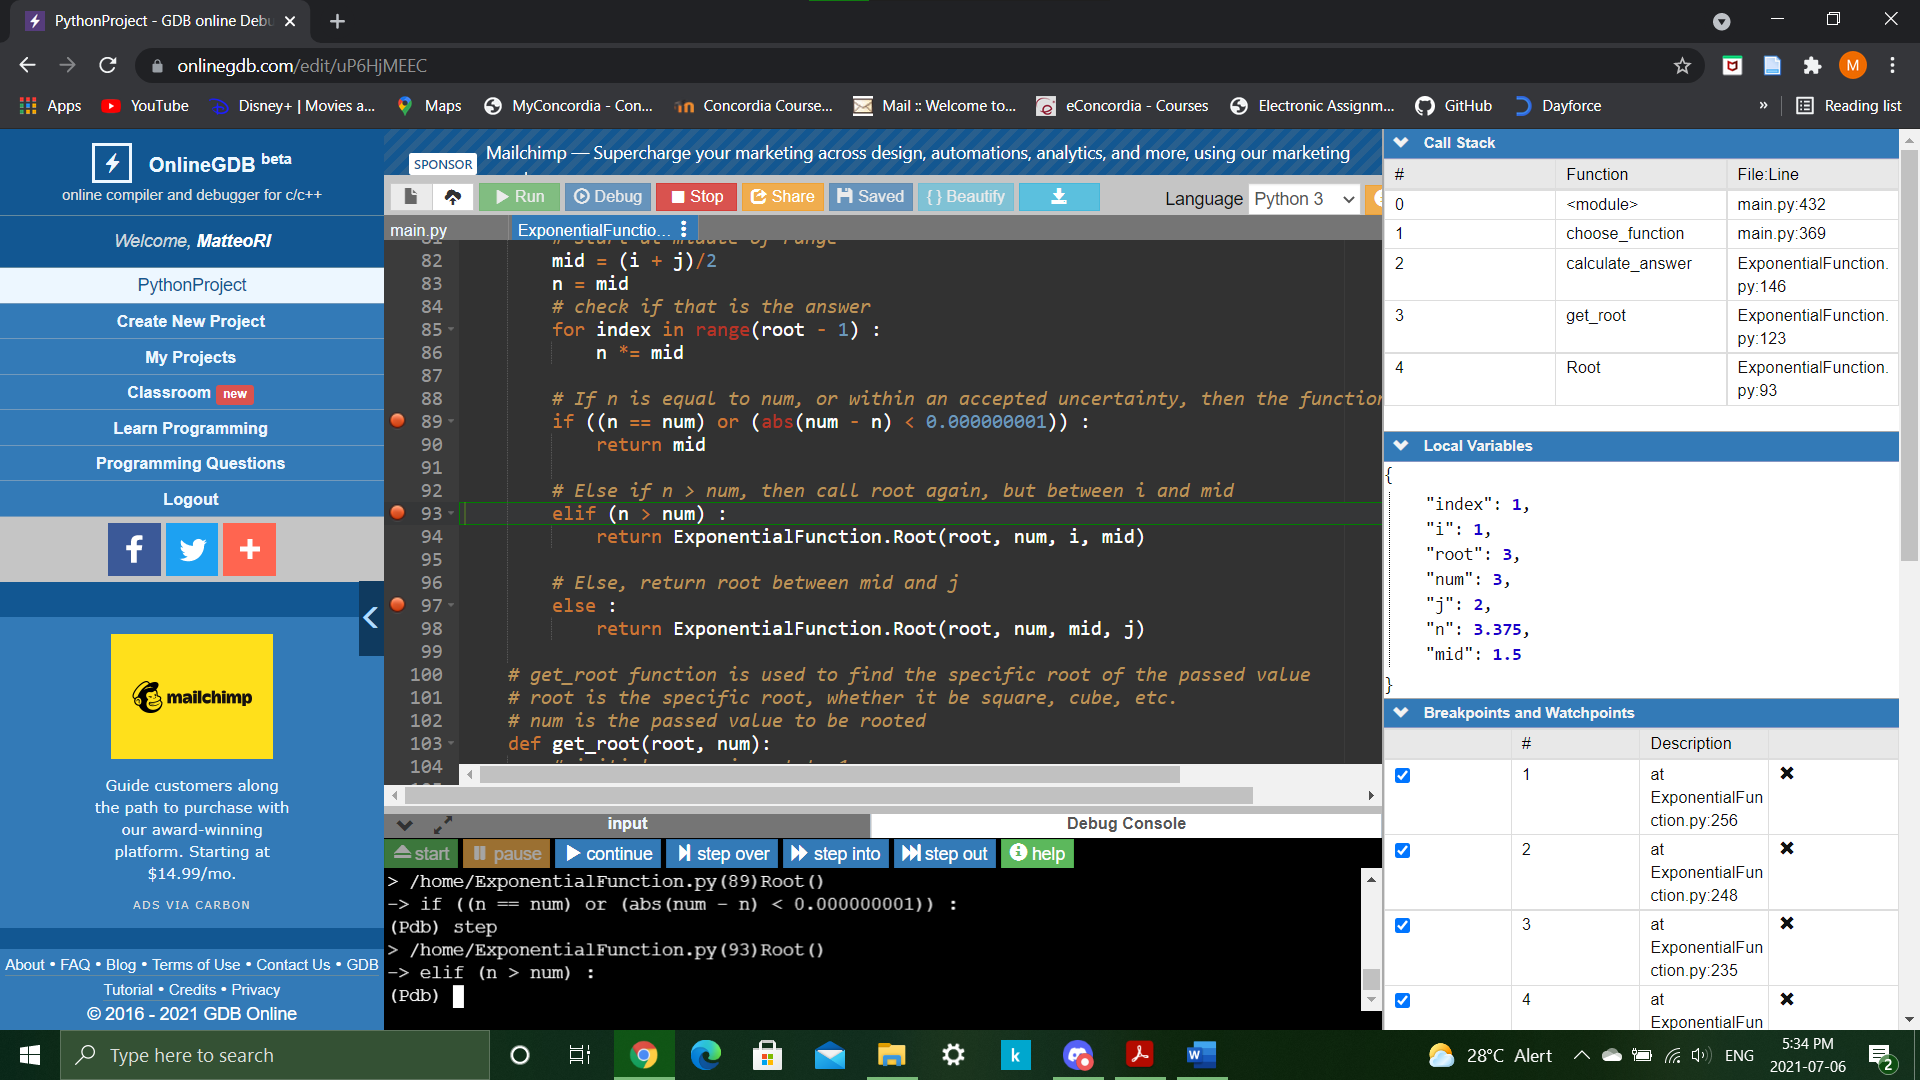 PythonProject - GDB online Debu
onlinegdb.com/edit/uP6HjMEEC
Apps YouTube Disney+ | Movies a... Maps MyConcordia - Con... Concordia Course... Mail :: Welcome to... eConcordia - Courses Electronic Assignm... GitHub Dayforce » Reading list
OnlineGDB beta
online compiler and debugger for c/c++
Welcome, MatteoRI
PythonProject
Create New Project
My Projects
Classroom new
Learn Programming
Programming Questions
Logout
mailchimp
Guide customers along
the path to purchase with
our award-winning
platform. Starting at
$14.99/mo.
ADS VIA CARBON
About • FAQ • Blog • Terms of Use • Contact Us • GDB
Tutorial • Credits • Privacy
© 2016 - 2021 GDB Online
SPONSOR Mailchimp — Supercharge your marketing across design, automations, analytics, and more, using our marketing
Run Debug Stop Share Saved { } Beautify Language Python 3
main.py ExponentialFunctio...
81 # Start at middle of range
82 mid = (i + j)/2
83 n = mid
84 # check if that is the answer
85 for index in range(root - 1) :
86 n *= mid
87
88 # If n is equal to num, or within an accepted uncertainty, then the function
89 if ((n == num) or (abs(num - n) < 0.000000001)) :
90 return mid
91
92 # Else if n > num, then call root again, but between i and mid
93 elif (n > num) :
94 return ExponentialFunction.Root(root, num, i, mid)
95
96 # Else, return root between mid and j
97 else :
98 return ExponentialFunction.Root(root, num, mid, j)
99
100 # get_root function is used to find the specific root of the passed value
101 # root is the specific root, whether it be square, cube, etc.
102 # num is the passed value to be rooted
103 def get_root(root, num):
104
input Debug Console
start pause continue step over step into step out help
> /home/ExponentialFunction.py(89)Root()
-> if ((n == num) or (abs(num - n) < 0.000000001)) :
(Pdb) step
> /home/ExponentialFunction.py(93)Root()
-> elif (n > num) :
(Pdb)
Call Stack
# Function File:Line
0 <module> main.py:432
1 choose_function main.py:369
2 calculate_answer ExponentialFunction.
py:146
3 get_root ExponentialFunction.
py:123
4 Root ExponentialFunction.
py:93
Local Variables
{
"index": 1,
"i": 1,
"root": 3,
"num": 3,
"j": 2,
"n": 3.375,
"mid": 1.5
}
Breakpoints and Watchpoints
# Description
1 at
ExponentialFun
ction.py:256
2 at
ExponentialFun
ction.py:248
3 at
ExponentialFun
ction.py:235
4 at
ExponentialFun
Type here to search
28°C Alert ENG
5:34 PM
2021-07-06
2